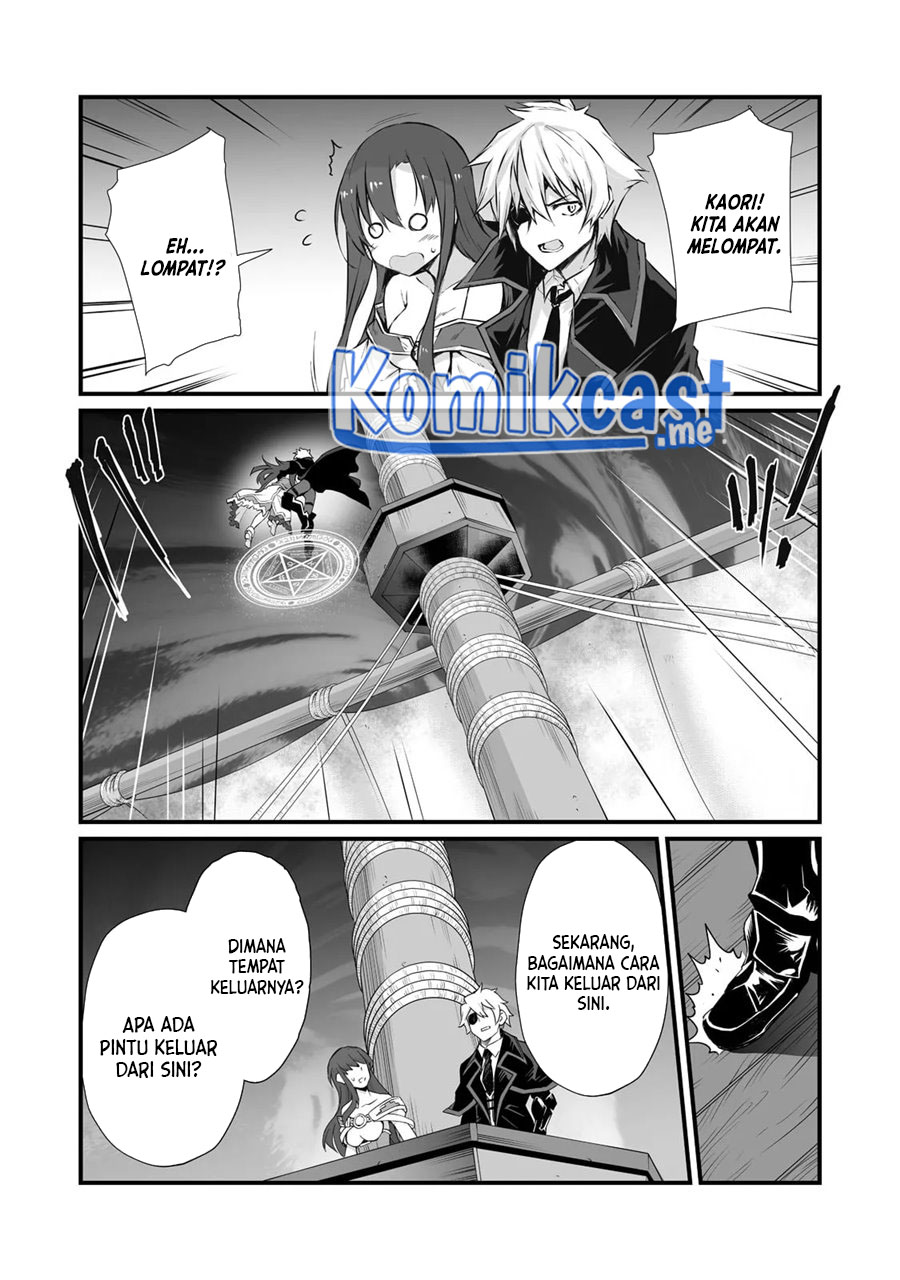 KAORI!
KITA AKAN
MELOMPAT.
EH...
LOMPAT!?
Komikcast
.me
SEKARANG,
BAGAIMANA CARA
KITA KELUAR DARI
SINI.
DIMANA
TEMPAT
KELUARNYA?
APA ADA
PINTU KELUAR
DARI SINI?